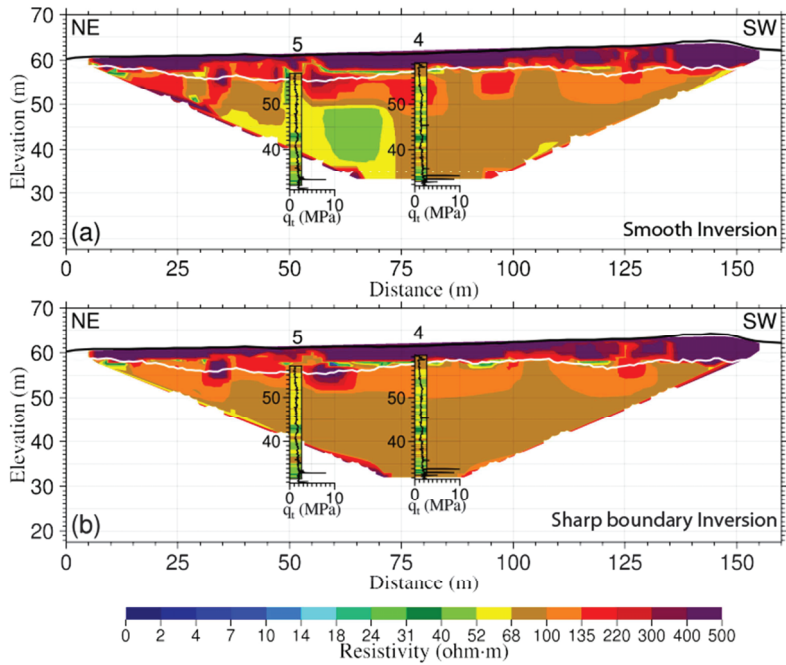 NE SW
70
60
50
40
30
20
Elevation (m)
5 4
50 50
40 40
0 10 0 10
qt (MPa) qt (MPa)
(a) Smooth Inversion
0 25 50 75 100 125 150
Distance (m)
NE SW
70
60
50
40
30
20
Elevation (m)
5 4
50 50
40 40
0 10 0 10
qt (MPa) qt (MPa)
(b) Sharp boundary Inversion
0 25 50 75 100 125 150
Distance (m)
0 2 4 7 10 14 18 24 31 40 52 68 100 135 220 300 400 500
Resistivity (ohm·m)